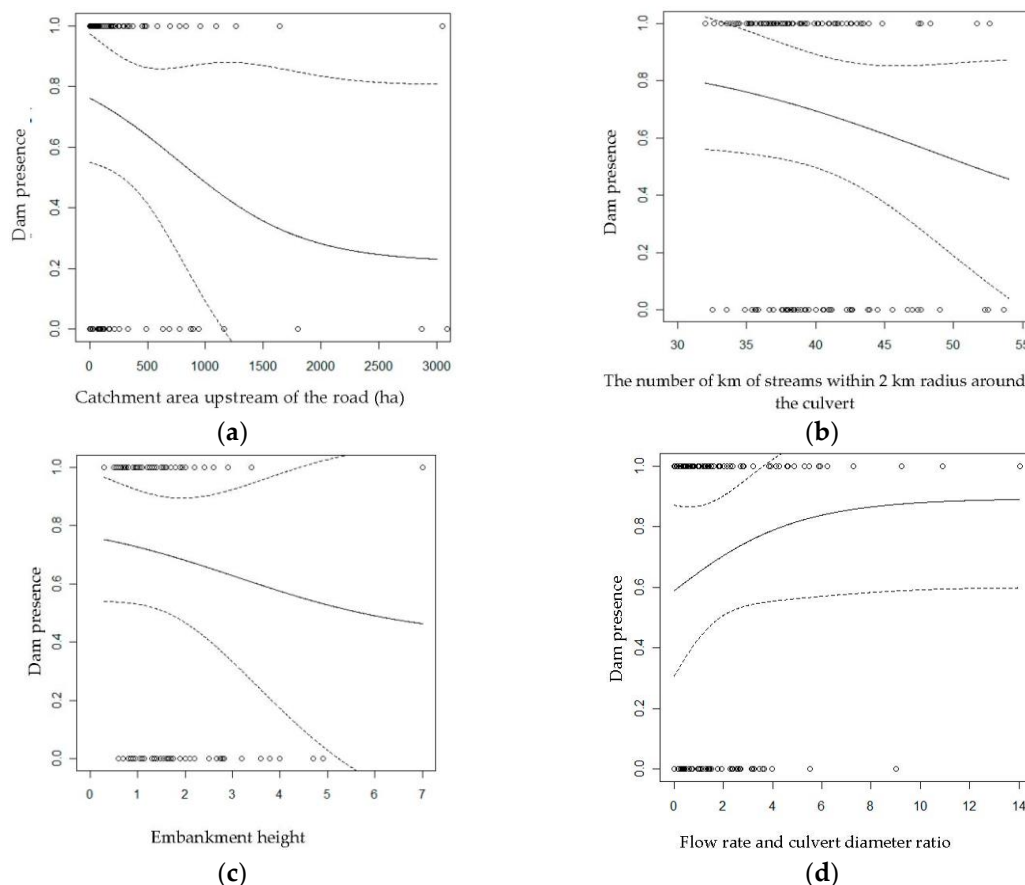 Dam presence
0.0 0.2 0.4 0.6 0.8 1.0
0 500 1000 1500 2000 2500 3000
Catchment area upstream of the road (ha)
(a)
Dam presence
0.0 0.2 0.4 0.6 0.8 1.0
30 35 40 45 50 55
The number of km of streams within 2 km radius around
the culvert
(b)
Dam presence
0.0 0.2 0.4 0.6 0.8 1.0
0 1 2 3 4 5 6 7
Embankment height
(c)
Dam presence
0.0 0.2 0.4 0.6 0.8 1.0
0 2 4 6 8 10 12 14
Flow rate and culvert diameter ratio
(d)